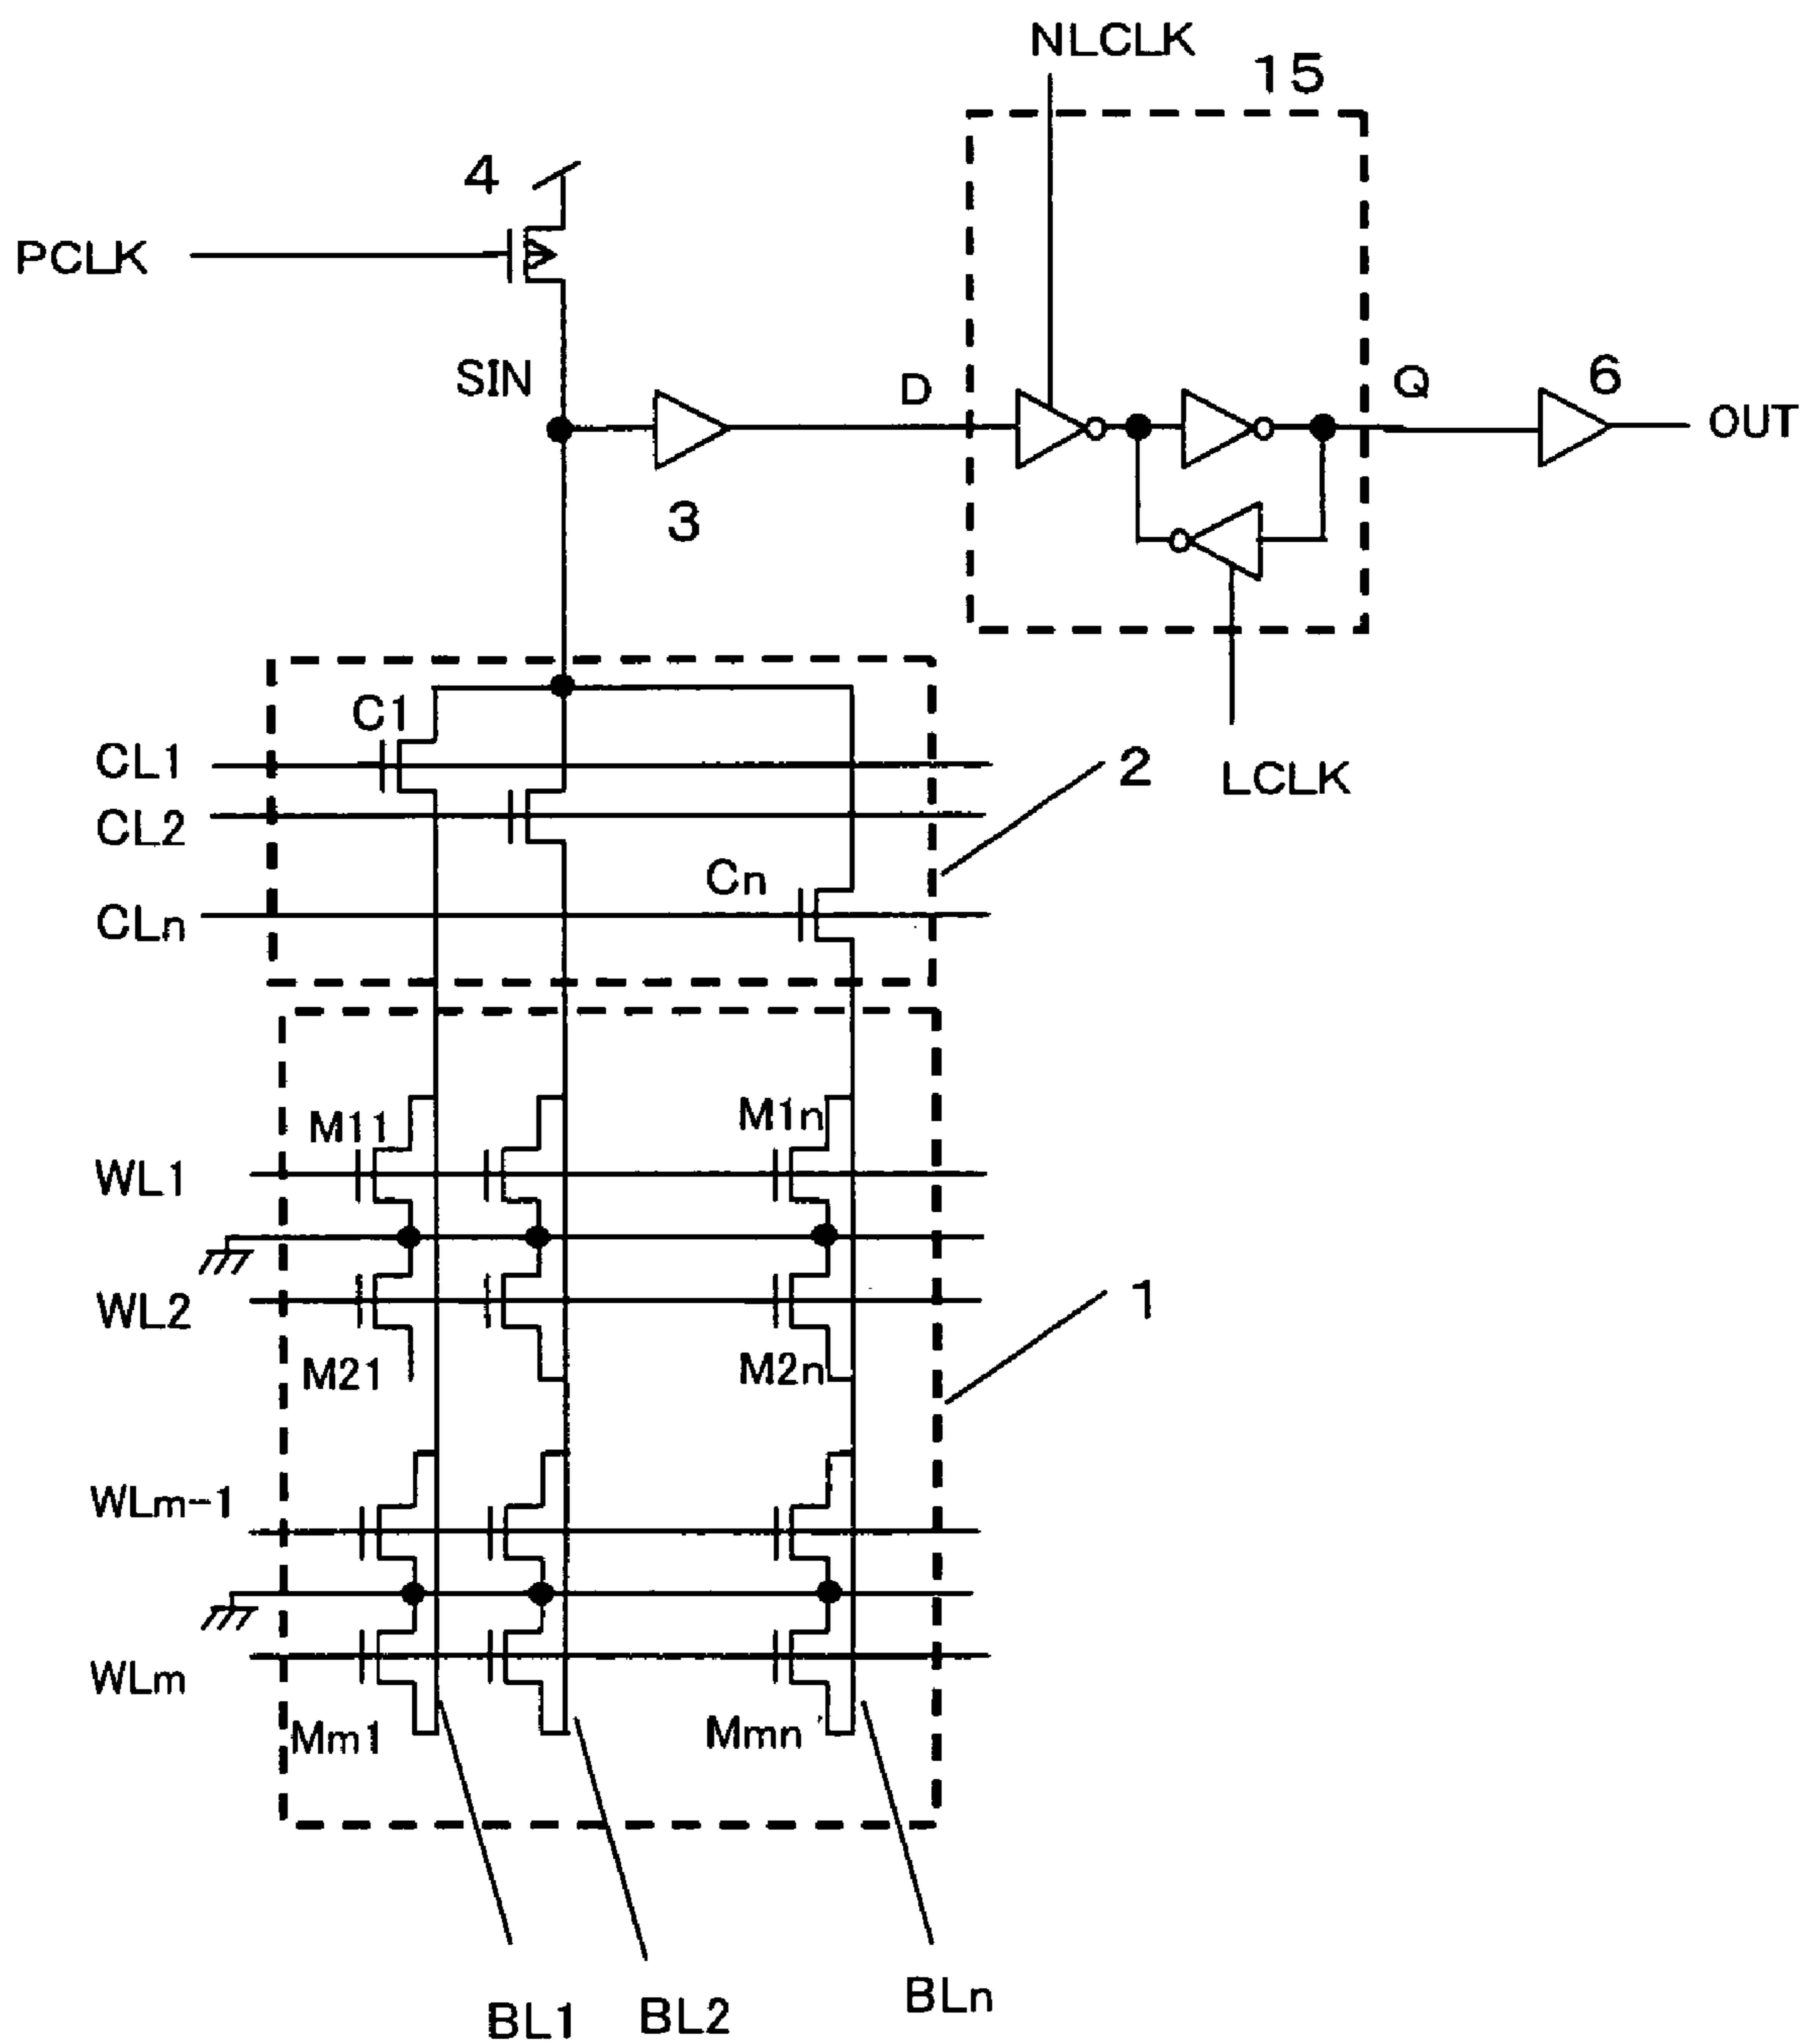 NLCLK
15
4
PCLK
SIN
D
Q
6
OUT
3
C1
CL1
2
LCLK
CL2
Cn
CLn
M11
M1n
WL1
WL2
1
M21
M2n
WLm-1
WLm
Mm1
Mmn
BL1
BL2
BLn